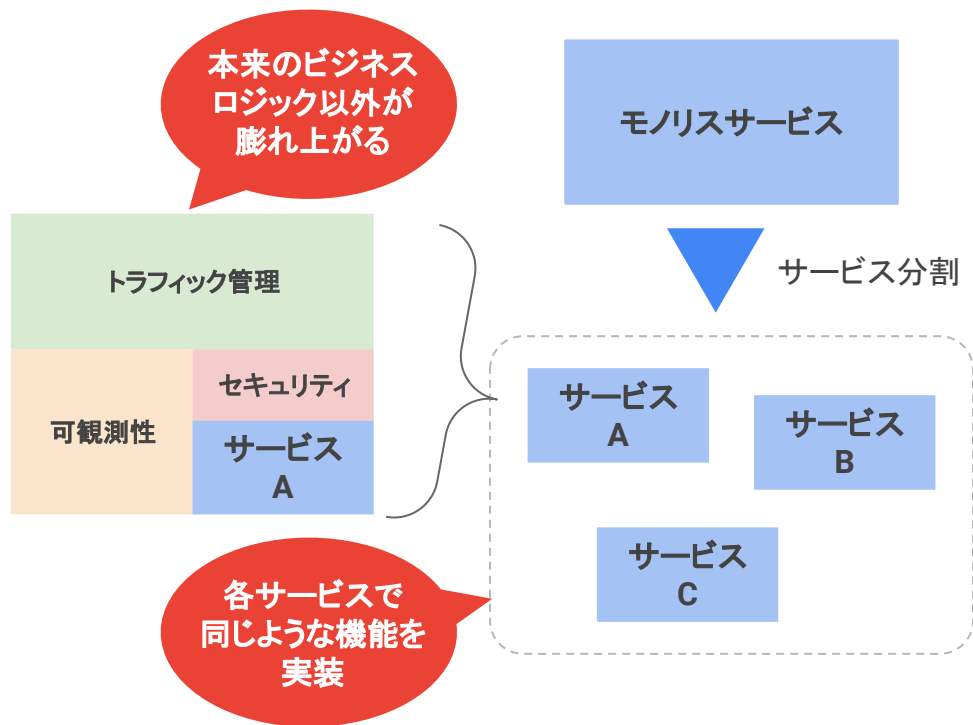 本来のビジネス
ロジック以外が
膨れ上がる
モノリスサービス
サービス分割
トラフィック管理
可観測性
セキュリティ
サービス
A
サービス
A
サービス
B
サービス
C
各サービスで
同じような機能を
実装